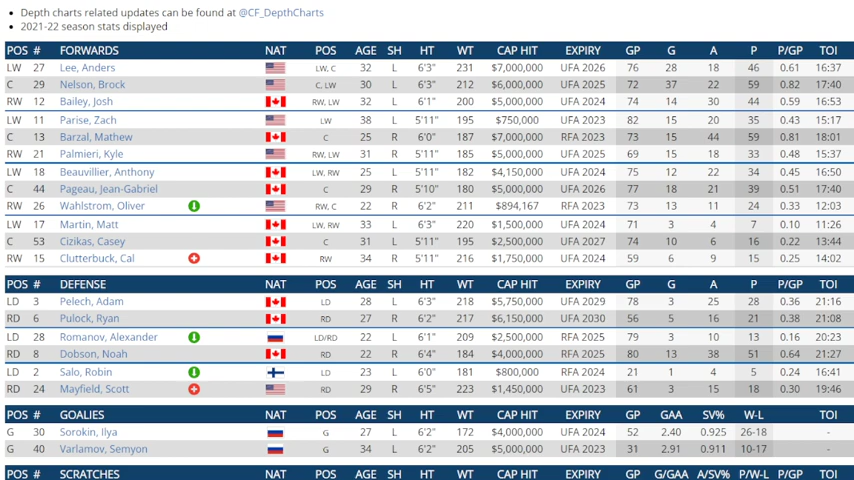 Depth charts related updates can be found at @CF_DepthCharts
2021-22 season stats displayed
POS # FORWARDS NAT POS AGE SH HT WT CAP HIT EXPIRY GP G A P P/GP TOI
LW 27 Lee, Anders LW, C 32 L 6'3" 231 $7,000,000 UFA 2026 76 28 18 46 0.61 16:37
C 29 Nelson, Brock C, LW 30 L 6'3" 212 $6,000,000 UFA 2025 72 37 22 59 0.82 17:40
RW 12 Bailey, Josh RW, LW 32 L 6'1" 200 $5,000,000 UFA 2024 74 14 30 44 0.59 16:53
LW 11 Parise, Zach LW 38 L 5'11" 195 $750,000 UFA 2023 82 15 20 35 0.43 15:17
C 13 Barzal, Mathew C 25 R 6'0" 187 $7,000,000 RFA 2023 73 15 44 59 0.81 18:01
RW 21 Palmieri, Kyle RW, LW 31 R 5'11" 185 $5,000,000 UFA 2025 69 15 18 33 0.48 15:37
LW 18 Beauvillier, Anthony LW, RW 25 L 5'11" 182 $4,150,000 UFA 2024 75 12 22 34 0.45 16:50
C 44 Pageau, Jean-Gabriel C 29 R 5'10" 180 $5,000,000 UFA 2026 77 18 21 39 0.51 17:40
RW 26 Wahlstrom, Oliver RW, C 22 R 6'2" 211 $894,167 RFA 2023 73 13 11 24 0.33 12:03
LW 17 Martin, Matt LW, RW 33 L 6'3" 220 $1,500,000 UFA 2024 71 3 4 7 0.10 11:26
C 53 Cizikas, Casey C 31 L 5'11" 195 $2,500,000 UFA 2027 74 10 6 16 0.22 13:44
RW 15 Clutterbuck, Cal RW 34 R 5'11" 216 $1,750,000 UFA 2024 59 6 9 15 0.25 14:02
POS # DEFENSE NAT POS AGE SH HT WT CAP HIT EXPIRY GP G A P P/GP TOI
LD 3 Pelech, Adam LD 28 L 6'3" 218 $5,750,000 UFA 2029 78 3 25 28 0.36 21:16
RD 6 Pulock, Ryan RD 27 R 6'2" 217 $6,150,000 UFA 2030 56 5 16 21 0.38 21:08
LD 28 Romanov, Alexander LD/RD 22 L 6'1" 209 $2,500,000 RFA 2025 79 3 10 13 0.16 20:23
RD 8 Dobson, Noah RD 22 R 6'4" 184 $4,000,000 RFA 2025 80 13 38 51 0.64 21:27
LD 2 Salo, Robin LD 23 L 6'0" 181 $800,000 RFA 2024 21 1 4 5 0.24 16:41
RD 24 Mayfield, Scott RD 29 R 6'5" 223 $1,450,000 UFA 2023 61 3 15 18 0.30 19:46
POS # GOALIES NAT POS AGE SH HT WT CAP HIT EXPIRY GP GAA SV% W-L TOI
G 30 Sorokin, Ilya G 27 L 6'2" 172 $4,000,000 UFA 2024 52 2.40 0.925 26-18 -
G 40 Varlamov, Semyon G 34 L 6'2" 205 $5,000,000 UFA 2023 31 2.91 0.911 10-17 -
POS # SCRATCHES NAT POS AGE SH HT WT CAP HIT EXPIRY GP G/GAA A/SV% P/W-L P/GP TOI